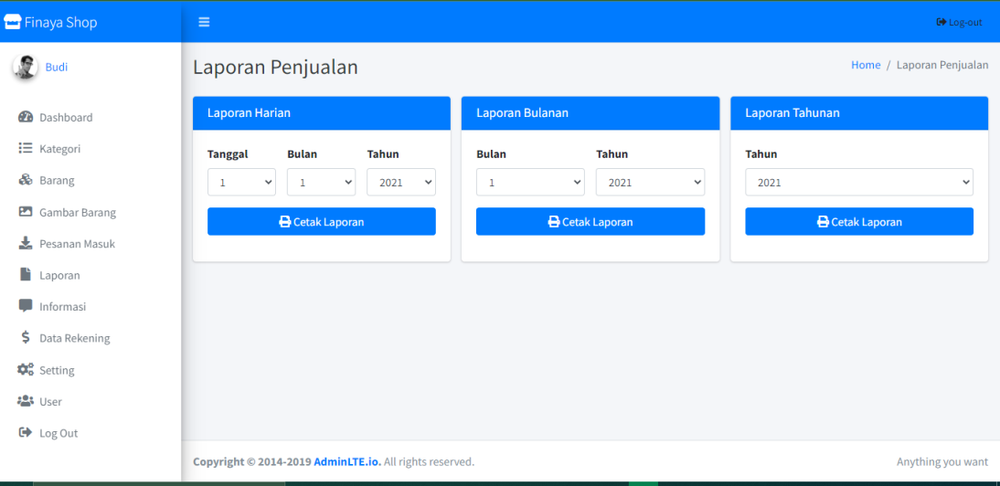 Finaya Shop
Log-out
Budi
Dashboard
Kategori
Barang
Gambar Barang
Pesanan Masuk
Laporan
Informasi
Data Rekening
Setting
User
Log Out
Laporan Penjualan
Home / Laporan Penjualan
Laporan Harian
Tanggal Bulan Tahun
1 1 2021
Cetak Laporan
Laporan Bulanan
Bulan Tahun
1 2021
Cetak Laporan
Laporan Tahunan
Tahun
2021
Cetak Laporan
Copyright © 2014-2019 AdminLTE.io. All rights reserved.
Anything you want